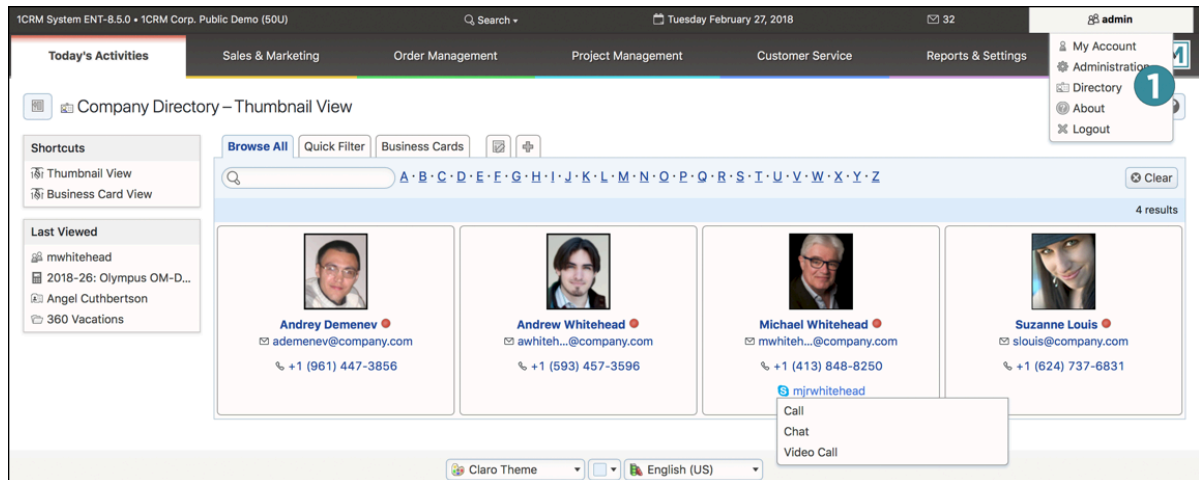 1CRM System ENT-8.5.0 • 1CRM Corp. Public Demo (50U) Search Tuesday February 27, 2018 32 admin
Today's Activities Sales & Marketing Order Management Project Management Customer Service Reports & Settings M
My Account
Administration
Directory
About
Logout
1
Company Directory – Thumbnail View
Shortcuts
Thumbnail View
Business Card View
Last Viewed
mwhitehead
2018-26: Olympus OM-D...
Angel Cuthbertson
360 Vacations
Browse All Quick Filter Business Cards
A · B · C · D · E · F · G · H · I · J · K · L · M · N · O · P · Q · R · S · T · U · V · W · X · Y · Z Clear
4 results
Andrey Demenev Andrew Whitehead Michael Whitehead Suzanne Louis
ademenev@company.com awhiteh...@company.com mwhiteh...@company.com slouis@company.com
+1 (961) 447-3856 +1 (593) 457-3596 +1 (413) 848-8250 +1 (624) 737-6831
mjrwhitehead
Call
Chat
Video Call
Claro Theme English (US)